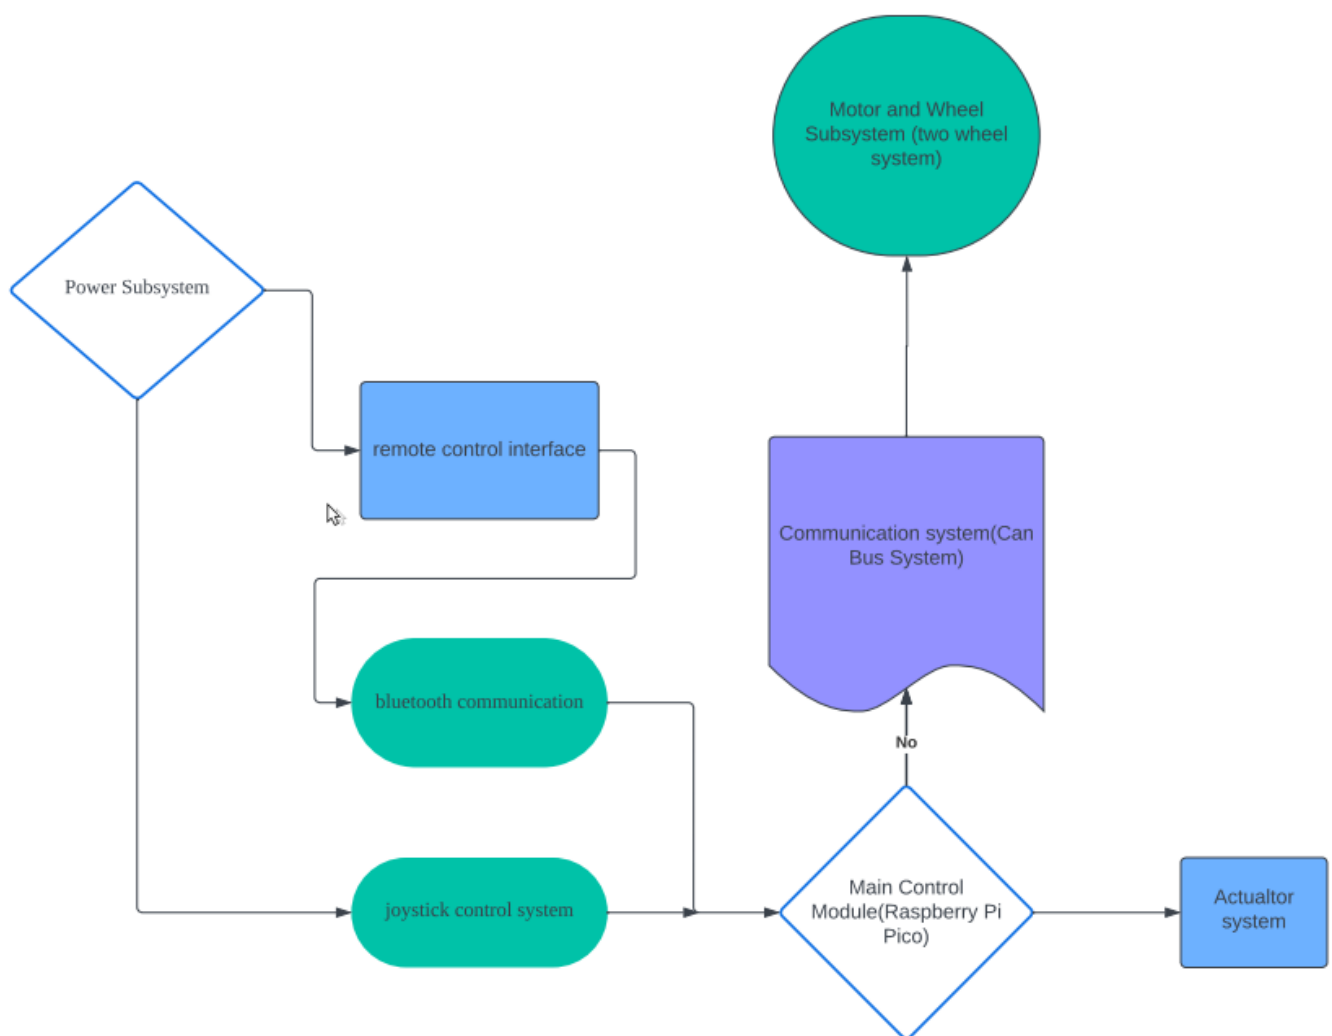 Motor and Wheel
Subsystem (two wheel
system)
Power Subsystem
remote control interface
Communication system(Can
Bus System)
bluetooth communication
No
joystick control system
Main Control
Module(Raspberry Pi
Pico)
Actualtor
system